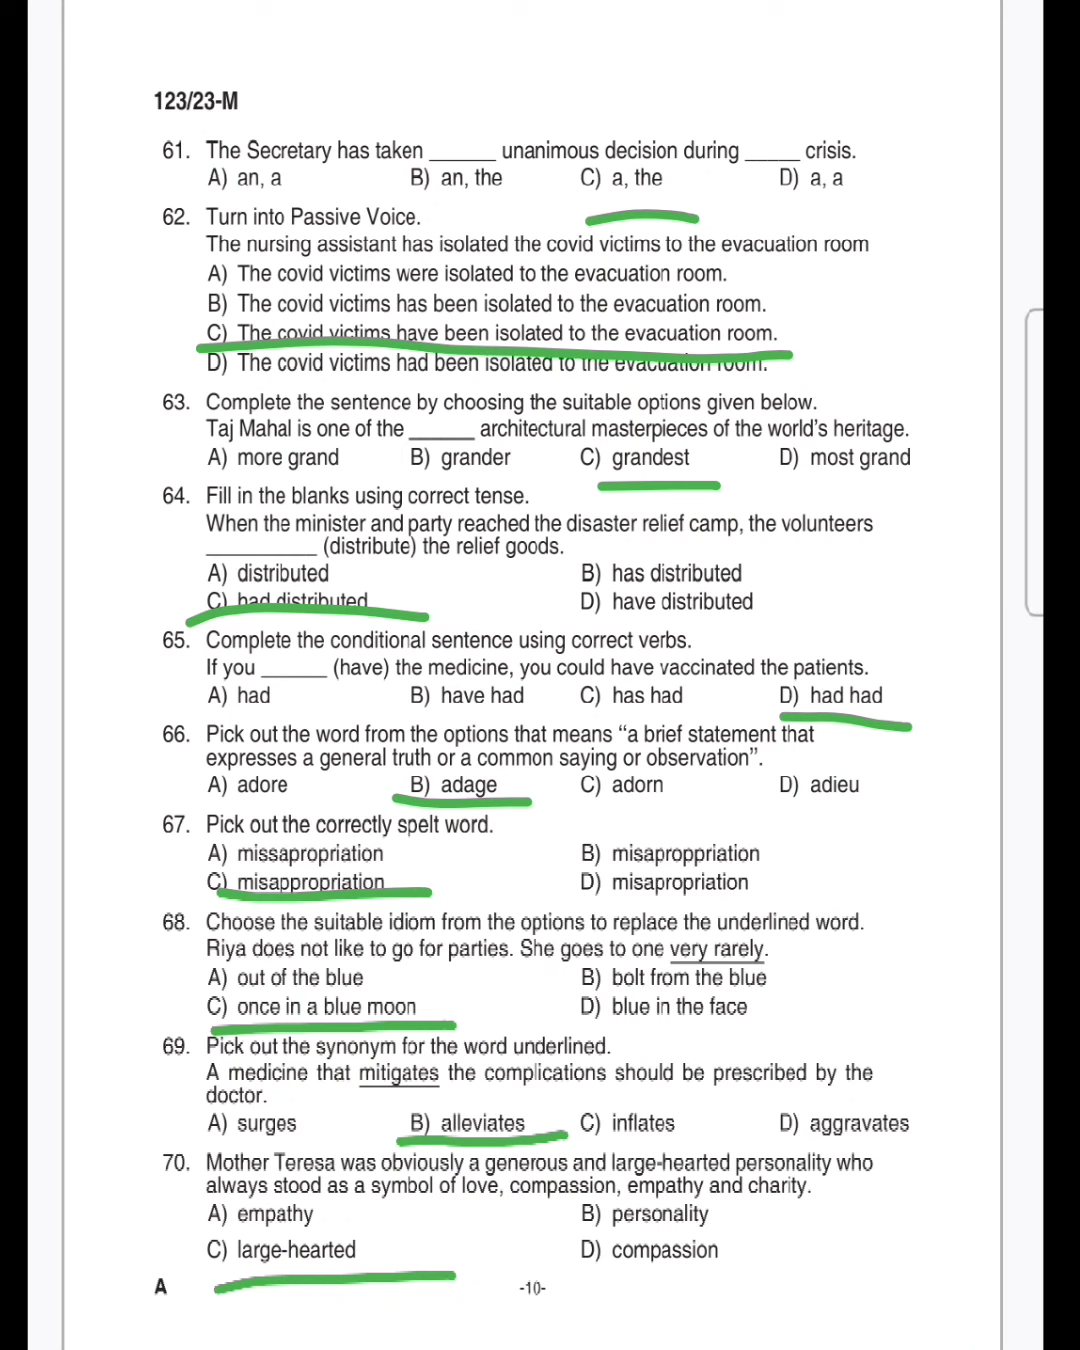 123/23-M
61. The Secretary has taken ______ unanimous decision during _____ crisis.
A) an, a B) an, the C) a, the D) a, a
62. Turn into Passive Voice.
The nursing assistant has isolated the covid victims to the evacuation room
A) The covid victims were isolated to the evacuation room.
B) The covid victims has been isolated to the evacuation room.
C) The covid victims have been isolated to the evacuation room.
D) The covid victims had been isolated to the evacuation room.
63. Complete the sentence by choosing the suitable options given below.
Taj Mahal is one of the ______ architectural masterpieces of the world's heritage.
A) more grand B) grander C) grandest D) most grand
64. Fill in the blanks using correct tense.
When the minister and party reached the disaster relief camp, the volunteers
__________ (distribute) the relief goods.
A) distributed B) has distributed
C) had distributed D) have distributed
65. Complete the conditional sentence using correct verbs.
If you ______ (have) the medicine, you could have vaccinated the patients.
A) had B) have had C) has had D) had had
66. Pick out the word from the options that means “a brief statement that
expresses a general truth or a common saying or observation”.
A) adore B) adage C) adorn D) adieu
67. Pick out the correctly spelt word.
A) missapropriation B) misaproppriation
C) misappropriation D) misapropriation
68. Choose the suitable idiom from the options to replace the underlined word.
Riya does not like to go for parties. She goes to one very rarely.
A) out of the blue B) bolt from the blue
C) once in a blue moon D) blue in the face
69. Pick out the synonym for the word underlined.
A medicine that mitigates the complications should be prescribed by the
doctor.
A) surges B) alleviates C) inflates D) aggravates
70. Mother Teresa was obviously a generous and large-hearted personality who
always stood as a symbol of love, compassion, empathy and charity.
A) empathy B) personality
C) large-hearted D) compassion
A -10-